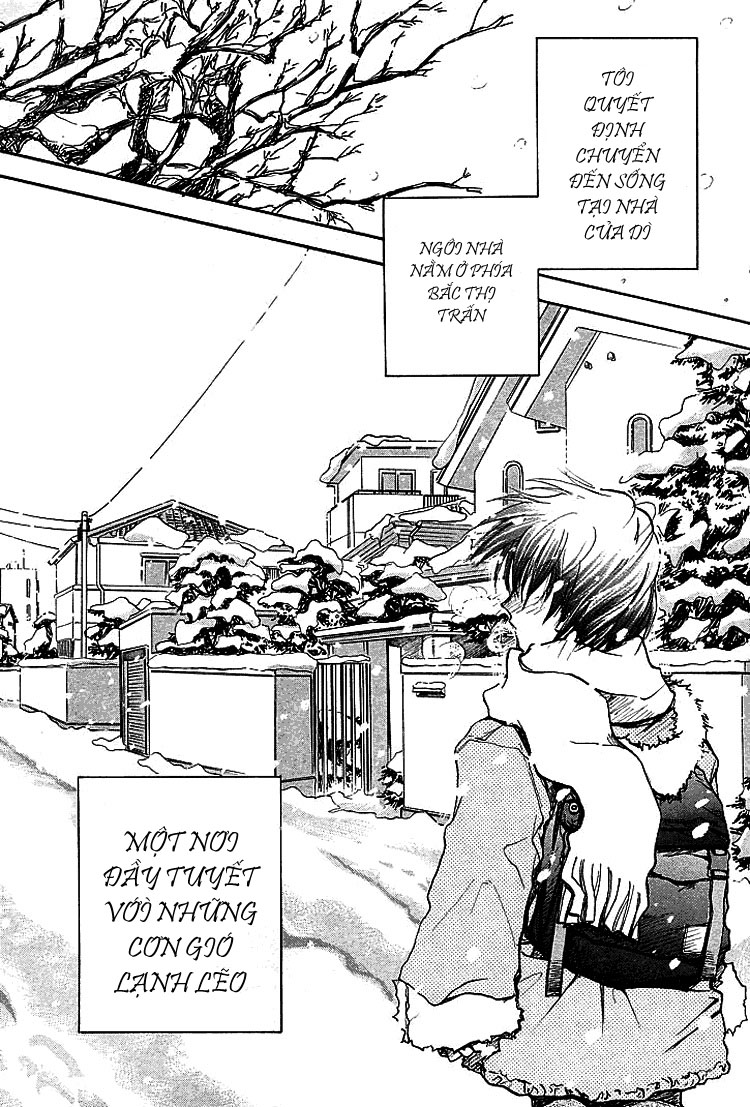 TÔI
QUYẾT
ĐỊNH
CHUYỂN
ĐẾN SỐNG
TẠI NHÀ
CỦA DÌ
NGÔI NHÀ
NẰM Ở PHÍA
BẮC THỊ
TRẤN
MỘT NƠI
ĐẦY TUYẾT
VỚI NHỮNG
CƠN GIÓ
LẠNH LẼO